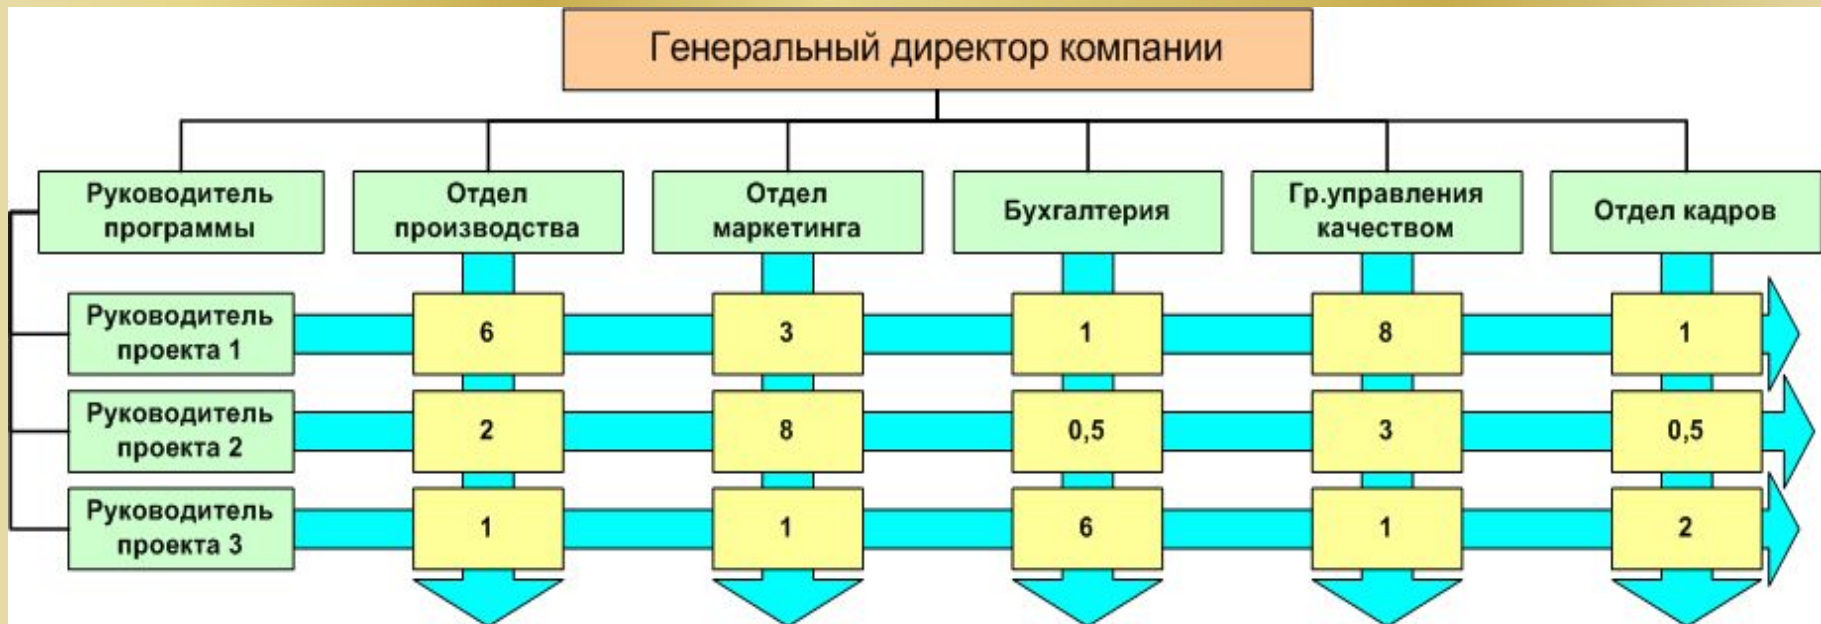 Генеральный директор компании
Руководитель
программы
Отдел
производства
Отдел
маркетинга
Бухгалтерия
Гр.управления
качеством
Отдел кадров
Руководитель
проекта 1
6
3
1
8
1
Руководитель
проекта 2
2
8
0,5
3
0,5
Руководитель
проекта 3
1
1
6
1
2